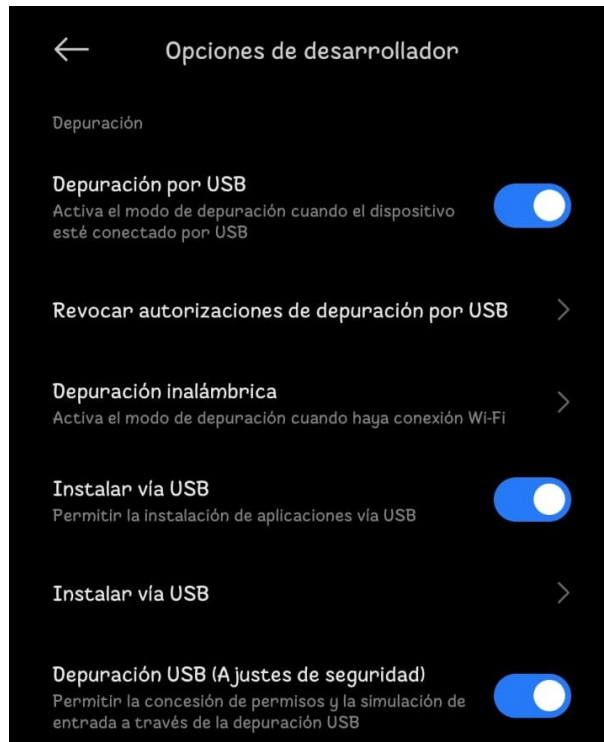 Opciones de desarrollador
Depuración
Depuración por USB
Activa el modo de depuración cuando el dispositivo
esté conectado por USB
Revocar autorizaciones de depuración por USB
Depuración inalámbrica
Activa el modo de depuración cuando haya conexión Wi-Fi
Instalar vía USB
Permitir la instalación de aplicaciones vía USB
Instalar vía USB
Depuración USB (Ajustes de seguridad)
Permitir la concesión de permisos y la simulación de
entrada a través de la depuración USB